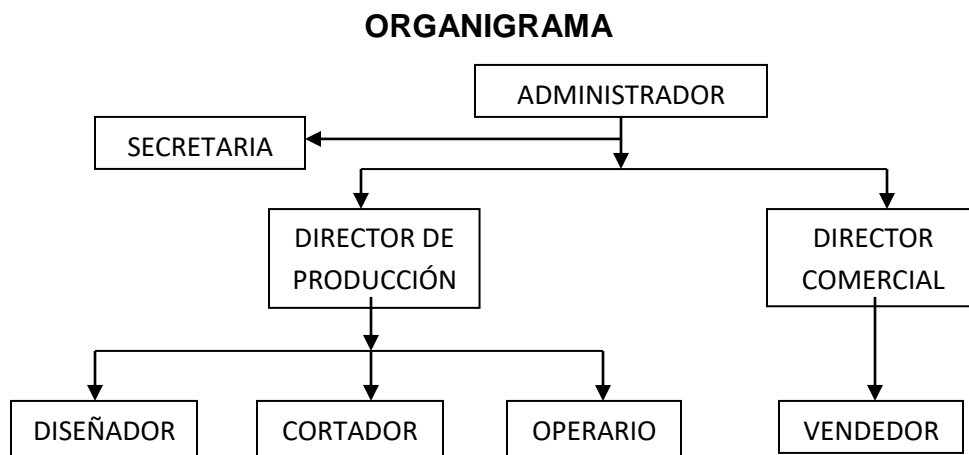 ORGANIGRAMA
ADMINISTRADOR
SECRETARIA
DIRECTOR DE
PRODUCCIÓN
DIRECTOR
COMERCIAL
DISEÑADOR
CORTADOR
OPERARIO
VENDEDOR